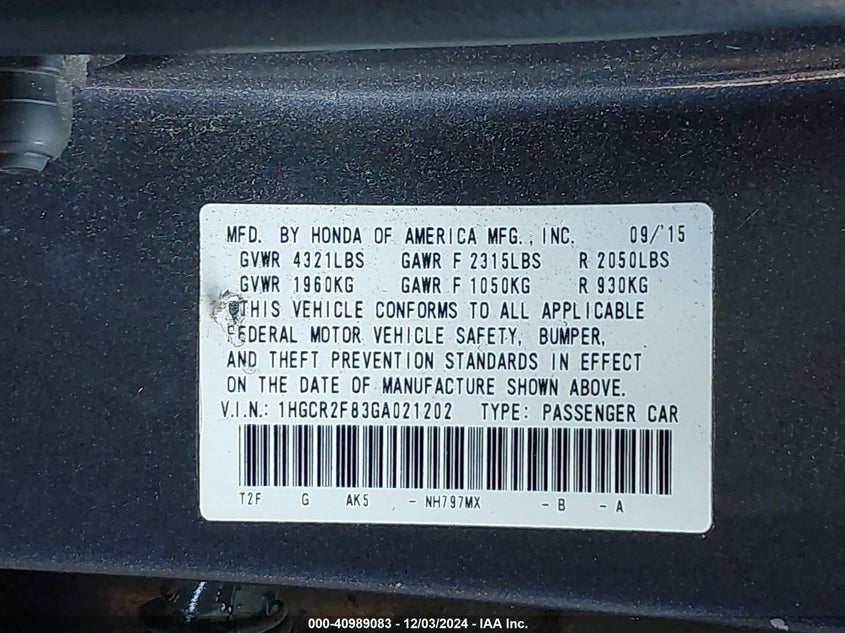 MFD. BY HONDA OF AMERICA MFG., INC. 09/'15
GVWR 4321LBS GAWR F 2315LBS R 2050LBS
GVWR 1960KG GAWR F 1050KG R 930KG
THIS VEHICLE CONFORMS TO ALL APPLICABLE
FEDERAL MOTOR VEHICLE SAFETY, BUMPER,
AND THEFT PREVENTION STANDARDS IN EFFECT
ON THE DATE OF MANUFACTURE SHOWN ABOVE.
V.I.N.: 1HGCR2F83GA021202 TYPE: PASSENGER CAR
T2F G AK5 - NH797MX - B - A
000-40989083 - 12/03/2024 - IAA Inc.